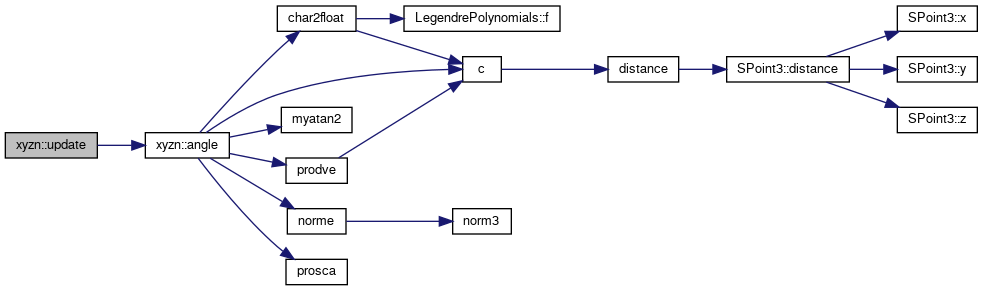 xyzn::update
xyzn::angle
char2float
LegendrePolynomials::f
c
myatan2
prodve
norme
norm3
prosca
distance
SPoint3::distance
SPoint3::x
SPoint3::y
SPoint3::z